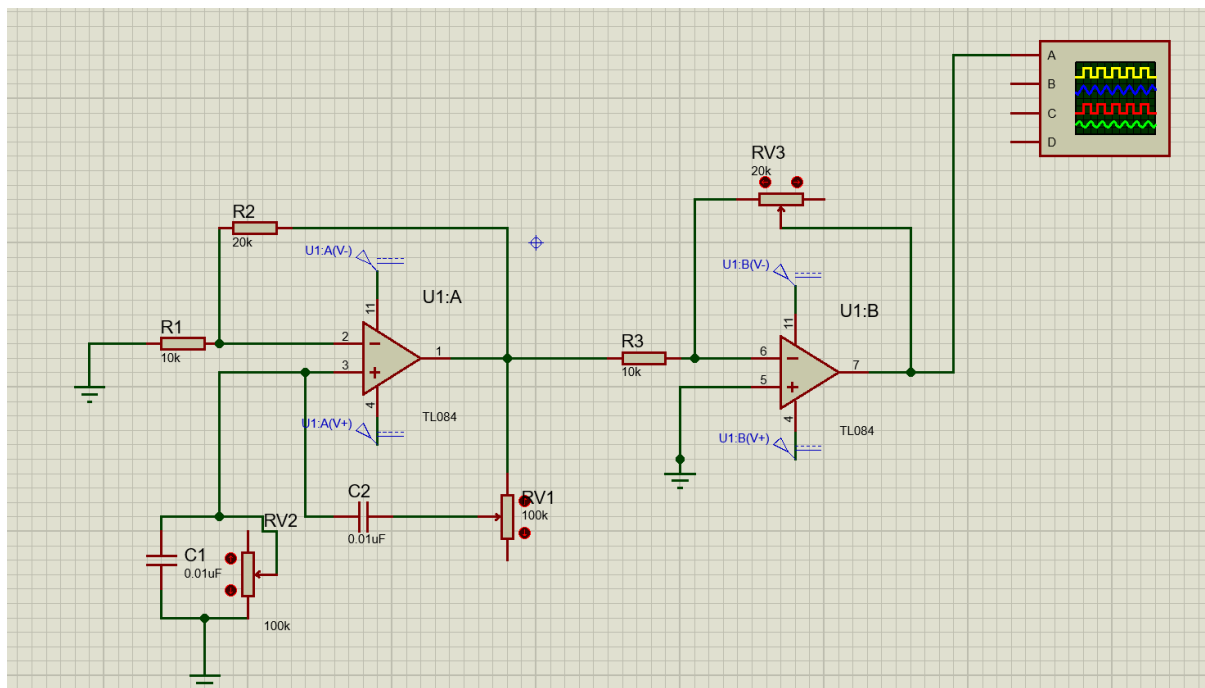 A
B
C
D
RV3
20k
R2
20k
U1:A(V-)
11
U1:A
R1
10k
2
3
1
4
TL084
U1:A(V+)
U1:B(V-)
11
U1:B
R3
10k
6
5
7
4
TL084
U1:B(V+)
C2
0.01uF
RV1
100k
C1
0.01uF
RV2
100k